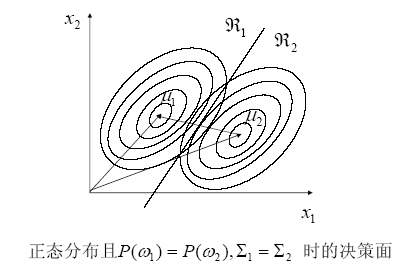 x₂
ℜ₁
ℜ₂
μ₁
μ₂
x₁
正态分布且P(ω₁) = P(ω₂), Σ₁ = Σ₂ 时的决策面